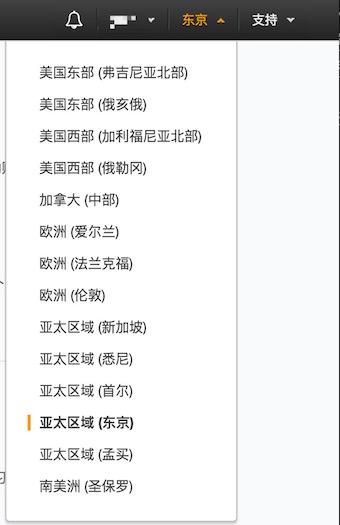 东京 支持
美国东部 (弗吉尼亚北部)
美国东部 (俄亥俄)
美国西部 (加利福尼亚北部)
美国西部 (俄勒冈)
加拿大 (中部)
欧洲 (爱尔兰)
欧洲 (法兰克福)
欧洲 (伦敦)
亚太区域 (新加坡)
亚太区域 (悉尼)
亚太区域 (首尔)
亚太区域 (东京)
亚太区域 (孟买)
南美洲 (圣保罗)